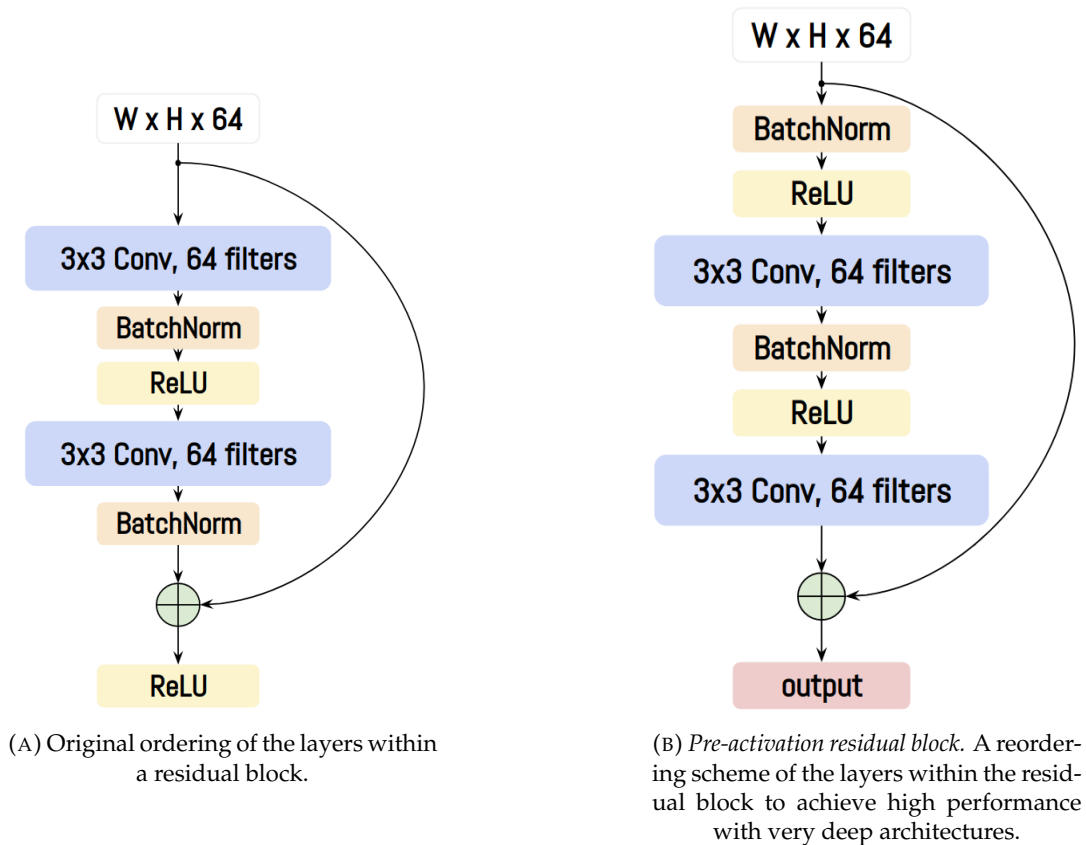 W x H x 64
3x3 Conv, 64 filters
BatchNorm
ReLU
3x3 Conv, 64 filters
BatchNorm
ReLU
(A) Original ordering of the layers within
a residual block.
W x H x 64
BatchNorm
ReLU
3x3 Conv, 64 filters
BatchNorm
ReLU
3x3 Conv, 64 filters
output
(B) Pre-activation residual block. A reorder-
ing scheme of the layers within the resid-
ual block to achieve high performance
with very deep architectures.